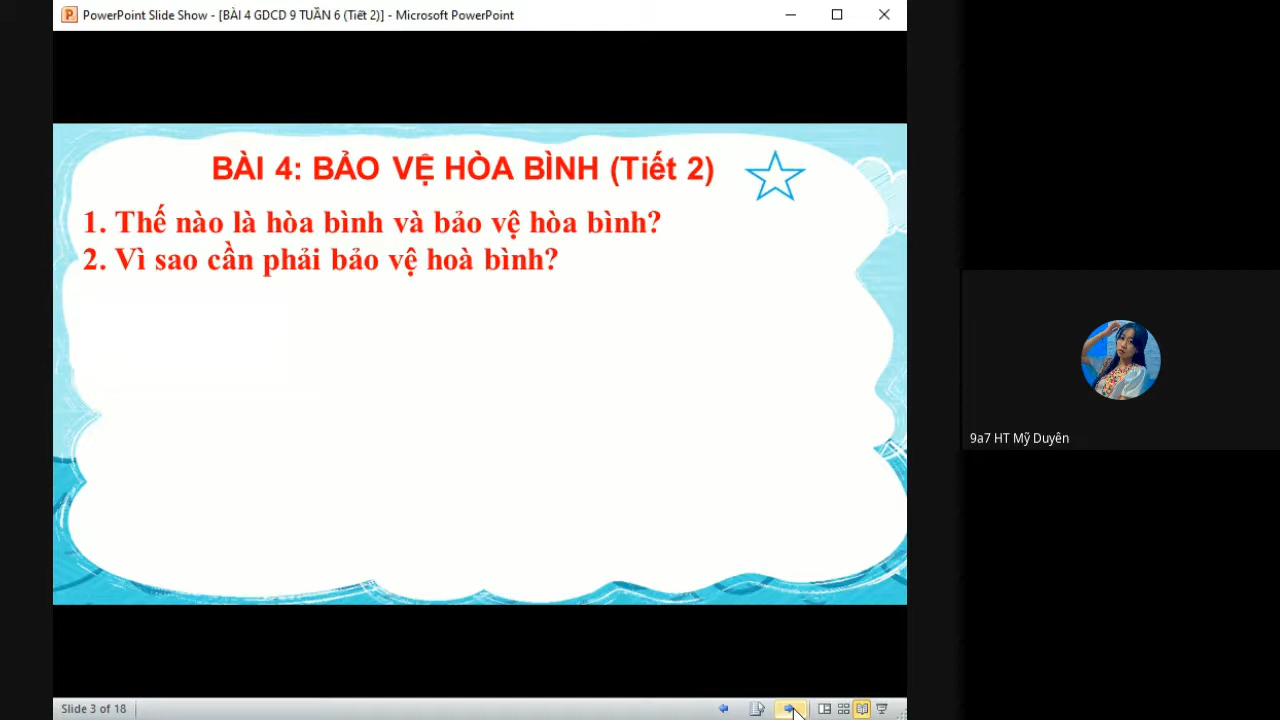 PowerPoint Slide Show - [BÀI 4 GDCD 9 TUẦN 6 (Tiết 2)] - Microsoft PowerPoint
BÀI 4: BẢO VỆ HÒA BÌNH (Tiết 2)
1. Thế nào là hòa bình và bảo vệ hòa bình?
2. Vì sao cần phải bảo vệ hoà bình?
9a7 HT Mỹ Duyên
Slide 3 of 18